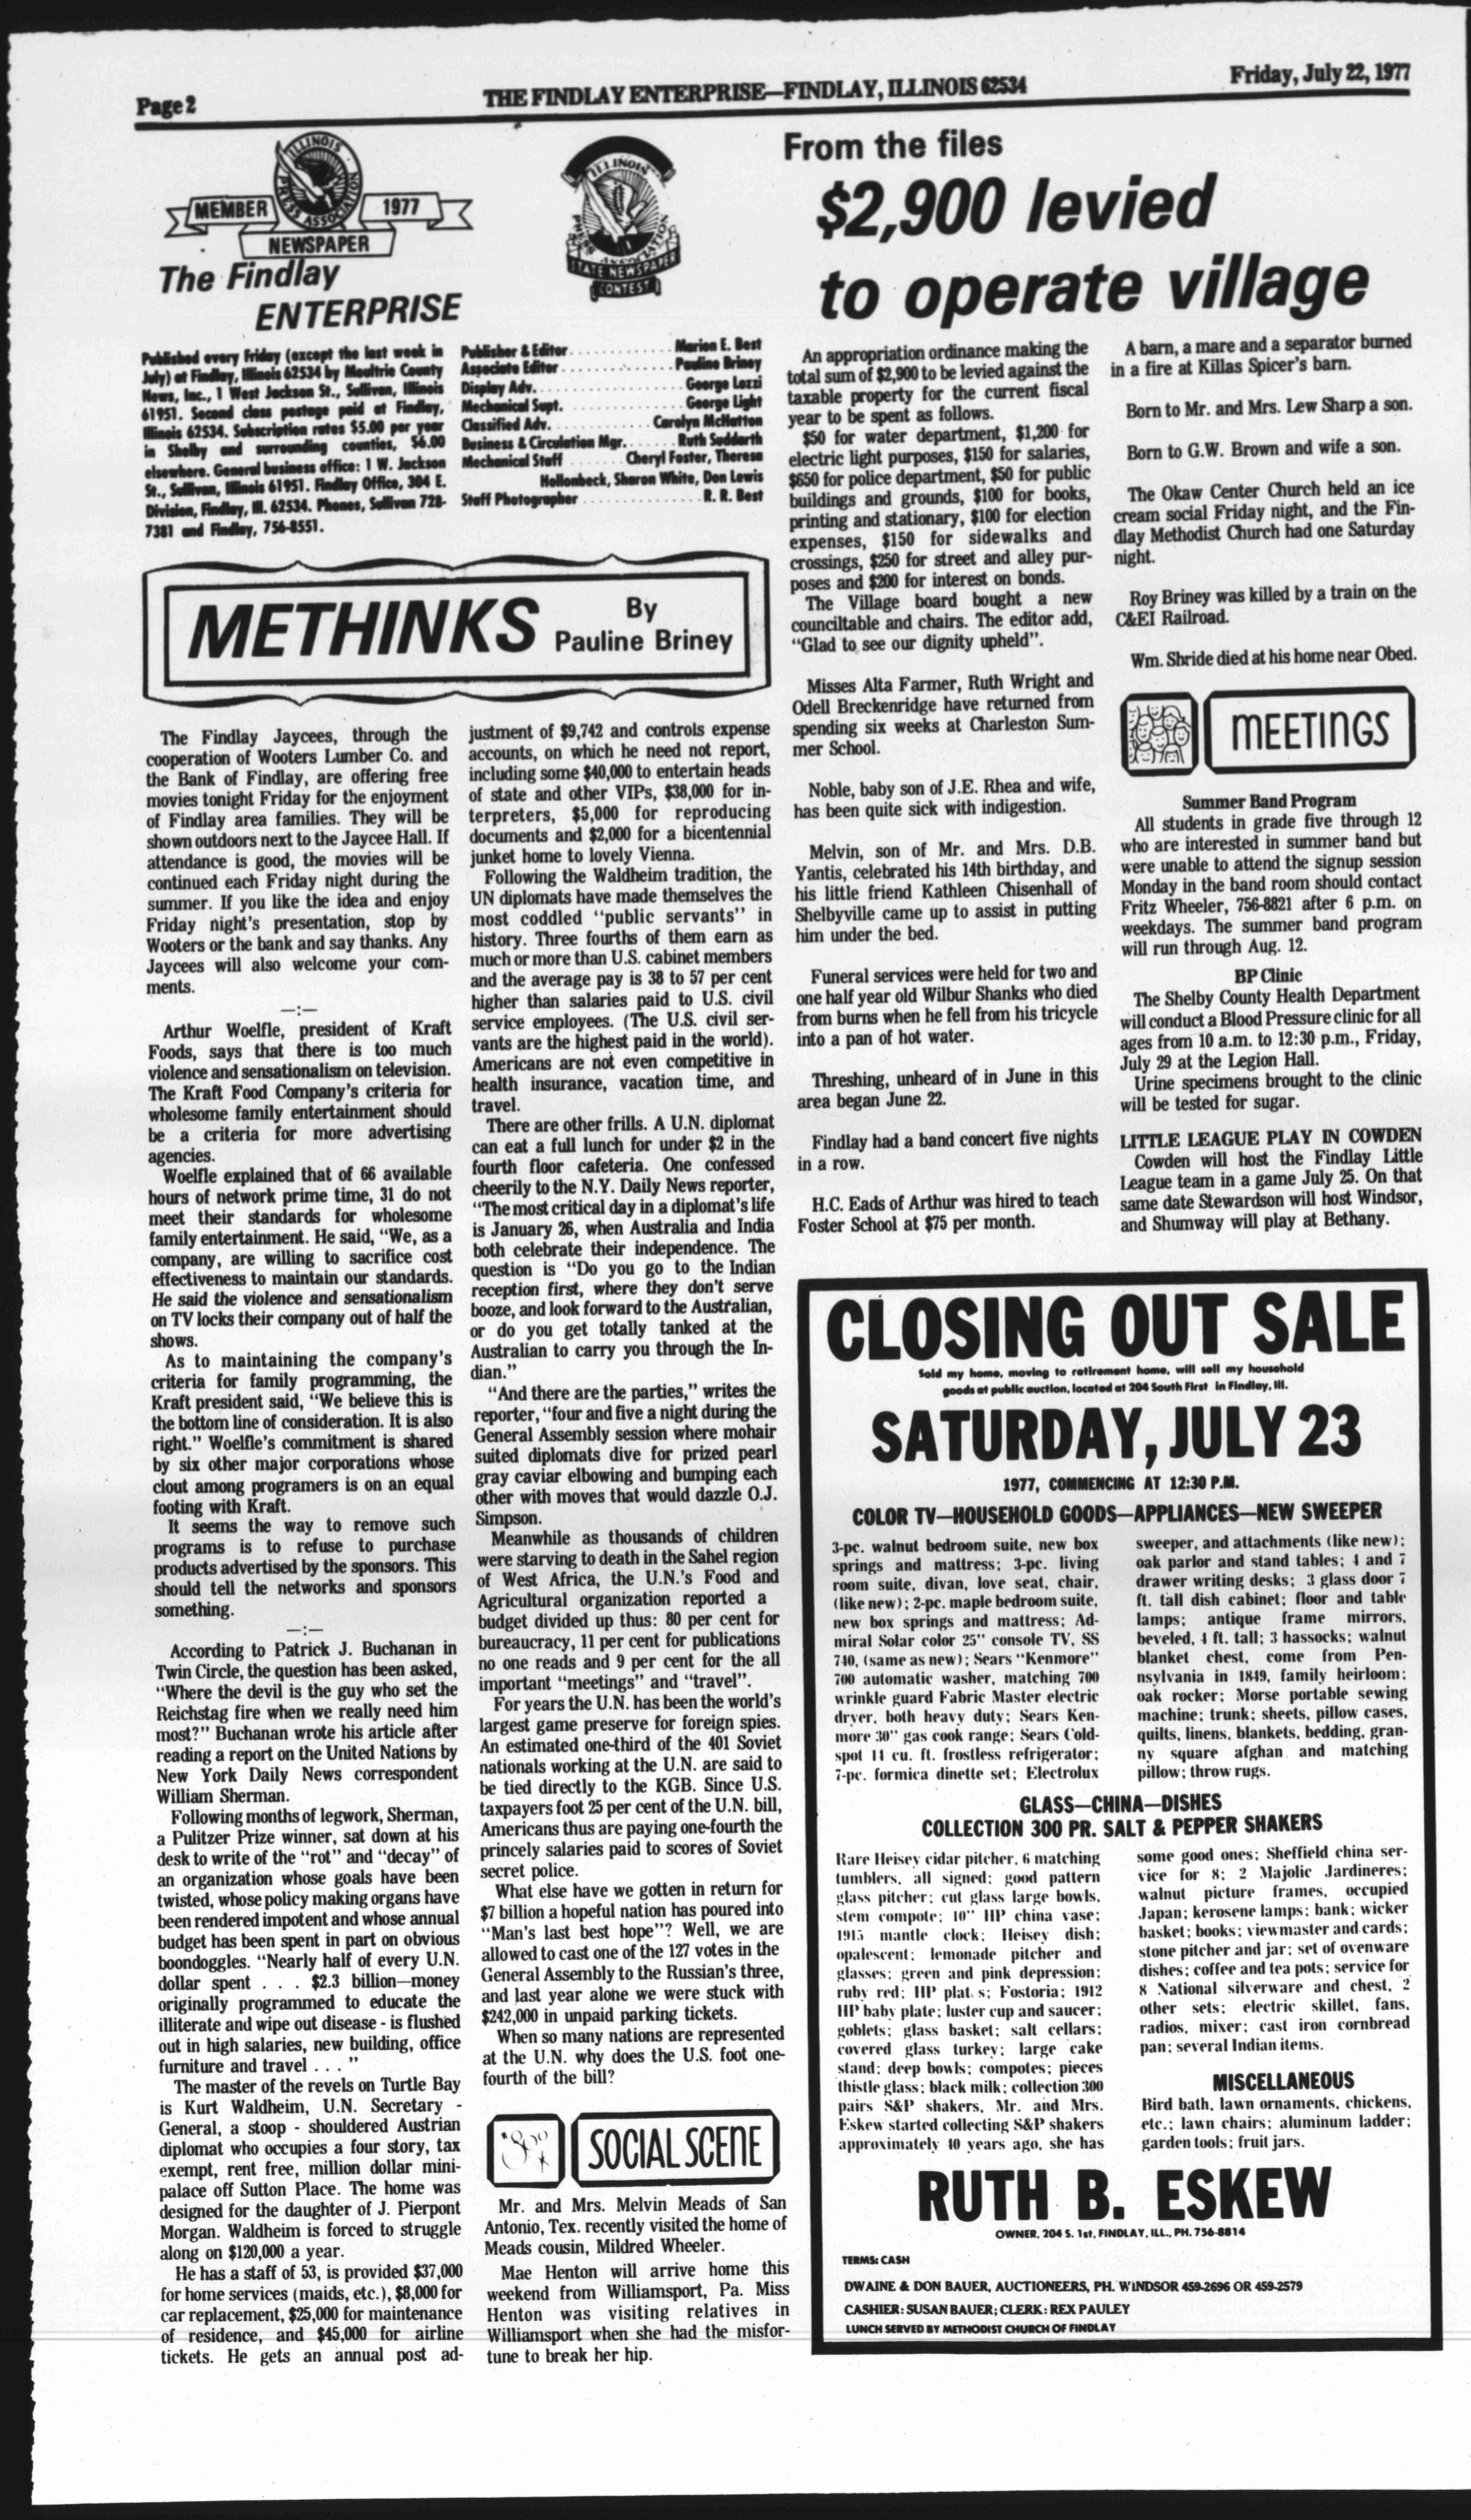 Page 2
THE FINDLAY ENTERPRISE—FINDLAY, ILLINOIS 62534
Friday, July 22, 1977
ILLINOIS
PRESS ASSOCIATION
MEMBER
1977
NEWSPAPER
The Findlay
ENTERPRISE
ILLINOIS
PRESS ASSOCIATION
STATE NEWSPAPER
CONTEST
Published every Friday (except the last week in
July) at Findlay, Illinois 62534 by Moultrie County
News, Inc., 1 West Jackson St., Sullivan, Illinois
61951. Second class postage paid at Findlay,
Illinois 62534. Subscription rates $5.00 per year
in Shelby and surrounding counties, $6.00
elsewhere. General business office: 1 W. Jackson
St., Sullivan, Illinois 61951. Findlay Office, 304 E.
Division, Findlay, Ill. 62534. Phones, Sullivan 728-
7381 and Findlay, 756-8551.
Publisher & Editor . . . . . . . . . . . . Marion E. Best
Associate Editor . . . . . . . . . . . . . Pauline Briney
Display Adv. . . . . . . . . . . . . . . . . George Lozzi
Mechanical Supt. . . . . . . . . . . . . . George Light
Classified Adv. . . . . . . . . . . . Carolyn McHatton
Business & Circulation Mgr. . . . . . . Ruth Suddarth
Mechanical Staff . . . . . . . Cheryl Foster, Theresa
Hollonbeck, Sharon White, Don Lewis
Staff Photographer . . . . . . . . . . . . . . . R. R. Best
METHINKS
By
Pauline Briney
The Findlay Jaycees, through the
cooperation of Wooters Lumber Co. and
the Bank of Findlay, are offering free
movies tonight Friday for the enjoyment
of Findlay area families. They will be
shown outdoors next to the Jaycee Hall. If
attendance is good, the movies will be
continued each Friday night during the
summer. If you like the idea and enjoy
Friday night's presentation, stop by
Wooters or the bank and say thanks. Any
Jaycees will also welcome your com-
ments.
—:—
Arthur Woelfle, president of Kraft
Foods, says that there is too much
violence and sensationalism on television.
The Kraft Food Company's criteria for
wholesome family entertainment should
be a criteria for more advertising
agencies.
Woelfle explained that of 66 available
hours of network prime time, 31 do not
meet their standards for wholesome
family entertainment. He said, "We, as a
company, are willing to sacrifice cost
effectiveness to maintain our standards.
He said the violence and sensationalism
on TV locks their company out of half the
shows.
As to maintaining the company's
criteria for family programming, the
Kraft president said, "We believe this is
the bottom line of consideration. It is also
right." Woelfle's commitment is shared
by six other major corporations whose
clout among programers is on an equal
footing with Kraft.
It seems the way to remove such
programs is to refuse to purchase
products advertised by the sponsors. This
should tell the networks and sponsors
something.
—:—
According to Patrick J. Buchanan in
Twin Circle, the question has been asked,
"Where the devil is the guy who set the
Reichstag fire when we really need him
most?" Buchanan wrote his article after
reading a report on the United Nations by
New York Daily News correspondent
William Sherman.
Following months of legwork, Sherman,
a Pulitzer Prize winner, sat down at his
desk to write of the "rot" and "decay" of
an organization whose goals have been
twisted, whose policy making organs have
been rendered impotent and whose annual
budget has been spent in part on obvious
boondoggles. "Nearly half of every U.N.
dollar spent . . . $2.3 billion—money
originally programmed to educate the
illiterate and wipe out disease - is flushed
out in high salaries, new building, office
furniture and travel . . . "
The master of the revels on Turtle Bay
is Kurt Waldheim, U.N. Secretary -
General, a stoop - shouldered Austrian
diplomat who occupies a four story, tax
exempt, rent free, million dollar mini-
palace off Sutton Place. The home was
designed for the daughter of J. Pierpont
Morgan. Waldheim is forced to struggle
along on $120,000 a year.
He has a staff of 53, is provided $37,000
for home services (maids, etc.), $8,000 for
car replacement, $25,000 for maintenance
of residence, and $45,000 for airline
tickets. He gets an annual post ad-
justment of $9,742 and controls expense
accounts, on which he need not report,
including some $40,000 to entertain heads
of state and other VIPs, $38,000 for in-
terpreters, $5,000 for reproducing
documents and $2,000 for a bicentennial
junket home to lovely Vienna.
Following the Waldheim tradition, the
UN diplomats have made themselves the
most coddled "public servants" in
history. Three fourths of them earn as
much or more than U.S. cabinet members
and the average pay is 38 to 57 per cent
higher than salaries paid to U.S. civil
service employees. (The U.S. civil ser-
vants are the highest paid in the world).
Americans are not even competitive in
health insurance, vacation time, and
travel.
There are other frills. A U.N. diplomat
can eat a full lunch for under $2 in the
fourth floor cafeteria. One confessed
cheerily to the N.Y. Daily News reporter,
"The most critical day in a diplomat's life
is January 26, when Australia and India
both celebrate their independence. The
question is "Do you go to the Indian
reception first, where they don't serve
booze, and look forward to the Australian,
or do you get totally tanked at the
Australian to carry you through the In-
dian."
"And there are the parties," writes the
reporter, "four and five a night during the
General Assembly session where mohair
suited diplomats dive for prized pearl
gray caviar elbowing and bumping each
other with moves that would dazzle O.J.
Simpson.
Meanwhile as thousands of children
were starving to death in the Sahel region
of West Africa, the U.N.'s Food and
Agricultural organization reported a
budget divided up thus: 80 per cent for
bureaucracy, 11 per cent for publications
no one reads and 9 per cent for the all
important "meetings" and "travel".
For years the U.N. has been the world's
largest game preserve for foreign spies.
An estimated one-third of the 401 Soviet
nationals working at the U.N. are said to
be tied directly to the KGB. Since U.S.
taxpayers foot 25 per cent of the U.N. bill,
Americans thus are paying one-fourth the
princely salaries paid to scores of Soviet
secret police.
What else have we gotten in return for
$7 billion a hopeful nation has poured into
"Man's last best hope"? Well, we are
allowed to cast one of the 127 votes in the
General Assembly to the Russian's three,
and last year alone we were stuck with
$242,000 in unpaid parking tickets.
When so many nations are represented
at the U.N. why does the U.S. foot one-
fourth of the bill?
SOCIAL SCENE
Mr. and Mrs. Melvin Meads of San
Antonio, Tex. recently visited the home of
Meads cousin, Mildred Wheeler.
Mae Henton will arrive home this
weekend from Williamsport, Pa. Miss
Henton was visiting relatives in
Williamsport when she had the misfor-
tune to break her hip.
From the files
$2,900 levied
to operate village
An appropriation ordinance making the
total sum of $2,900 to be levied against the
taxable property for the current fiscal
year to be spent as follows.
$50 for water department, $1,200 for
electric light purposes, $150 for salaries,
$650 for police department, $50 for public
buildings and grounds, $100 for books,
printing and stationary, $100 for election
expenses, $150 for sidewalks and
crossings, $250 for street and alley pur-
poses and $200 for interest on bonds.
The Village board bought a new
counciltable and chairs. The editor add,
"Glad to see our dignity upheld".
Misses Alta Farmer, Ruth Wright and
Odell Breckenridge have returned from
spending six weeks at Charleston Sum-
mer School.
Noble, baby son of J.E. Rhea and wife,
has been quite sick with indigestion.
Melvin, son of Mr. and Mrs. D.B.
Yantis, celebrated his 14th birthday, and
his little friend Kathleen Chisenhall of
Shelbyville came up to assist in putting
him under the bed.
Funeral services were held for two and
one half year old Wilbur Shanks who died
from burns when he fell from his tricycle
into a pan of hot water.
Threshing, unheard of in June in this
area began June 22.
Findlay had a band concert five nights
in a row.
H.C. Eads of Arthur was hired to teach
Foster School at $75 per month.
A barn, a mare and a separator burned
in a fire at Killas Spicer's barn.
Born to Mr. and Mrs. Lew Sharp a son.
Born to G.W. Brown and wife a son.
The Okaw Center Church held an ice
cream social Friday night, and the Fin-
dlay Methodist Church had one Saturday
night.
Roy Briney was killed by a train on the
C&EI Railroad.
Wm. Shride died at his home near Obed.
MEETINGS
Summer Band Program
All students in grade five through 12
who are interested in summer band but
were unable to attend the signup session
Monday in the band room should contact
Fritz Wheeler, 756-8821 after 6 p.m. on
weekdays. The summer band program
will run through Aug. 12.
BP Clinic
The Shelby County Health Department
will conduct a Blood Pressure clinic for all
ages from 10 a.m. to 12:30 p.m., Friday,
July 29 at the Legion Hall.
Urine specimens brought to the clinic
will be tested for sugar.
LITTLE LEAGUE PLAY IN COWDEN
Cowden will host the Findlay Little
League team in a game July 25. On that
same date Stewardson will host Windsor,
and Shumway will play at Bethany.
CLOSING OUT SALE
Sold my home, moving to retirement home, will sell my household
goods at public auction, located at 204 South First in Findlay, Ill.
SATURDAY, JULY 23
1977, COMMENCING AT 12:30 P.M.
COLOR TV—HOUSEHOLD GOODS—APPLIANCES—NEW SWEEPER
3-pc. walnut bedroom suite, new box
springs and mattress; 3-pc. living
room suite, divan, love seat, chair,
(like new); 2-pc. maple bedroom suite,
new box springs and mattress; Ad-
miral Solar color 25" console TV, SS
740, (same as new); Sears "Kenmore"
700 automatic washer, matching 700
wrinkle guard Fabric Master electric
dryer, both heavy duty; Sears Ken-
more 30" gas cook range; Sears Cold-
spot 14 cu. ft. frostless refrigerator;
7-pc. formica dinette set; Electrolux
sweeper, and attachments (like new);
oak parlor and stand tables; 4 and 7
drawer writing desks; 3 glass door 7
ft. tall dish cabinet; floor and table
lamps; antique frame mirrors,
beveled, 4 ft. tall; 3 hassocks; walnut
blanket chest, come from Pen-
nsylvania in 1849, family heirloom;
oak rocker; Morse portable sewing
machine; trunk; sheets, pillow cases,
quilts, linens, blankets, bedding, gran-
ny square afghan and matching
pillow; throw rugs.
GLASS—CHINA—DISHES
COLLECTION 300 PR. SALT & PEPPER SHAKERS
Rare Heisey cidar pitcher, 6 matching
tumblers, all signed; good pattern
glass pitcher; cut glass large bowls,
stem compote; 10" HP china vase;
1915 mantle clock; Heisey dish;
opalescent; lemonade pitcher and
glasses; green and pink depression;
ruby red; HP plat s; Fostoria; 1912
HP baby plate; luster cup and saucer;
goblets; glass basket; salt cellars;
covered glass turkey; large cake
stand; deep bowls; compotes; pieces
thistle glass; black milk; collection 300
pairs S&P shakers, Mr. and Mrs.
Eskew started collecting S&P shakers
approximately 40 years ago, she has
some good ones; Sheffield china ser-
vice for 8; 2 Majolic Jardineres;
walnut picture frames, occupied
Japan; kerosene lamps; bank; wicker
basket; books; viewmaster and cards;
stone pitcher and jar; set of ovenware
dishes; coffee and tea pots; service for
8 National silverware and chest, 2
other sets; electric skillet, fans,
radios, mixer; cast iron cornbread
pan; several Indian items.
MISCELLANEOUS
Bird bath, lawn ornaments, chickens,
etc.; lawn chairs; aluminum ladder;
garden tools; fruit jars.
RUTH B. ESKEW
OWNER, 204 S. 1st, FINDLAY, ILL., PH. 756-8814
TERMS: CASH
DWAINE & DON BAUER, AUCTIONEERS, PH. WINDSOR 459-2696 OR 459-2579
CASHIER: SUSAN BAUER; CLERK: REX PAULEY
LUNCH SERVED BY METHODIST CHURCH OF FINDLAY